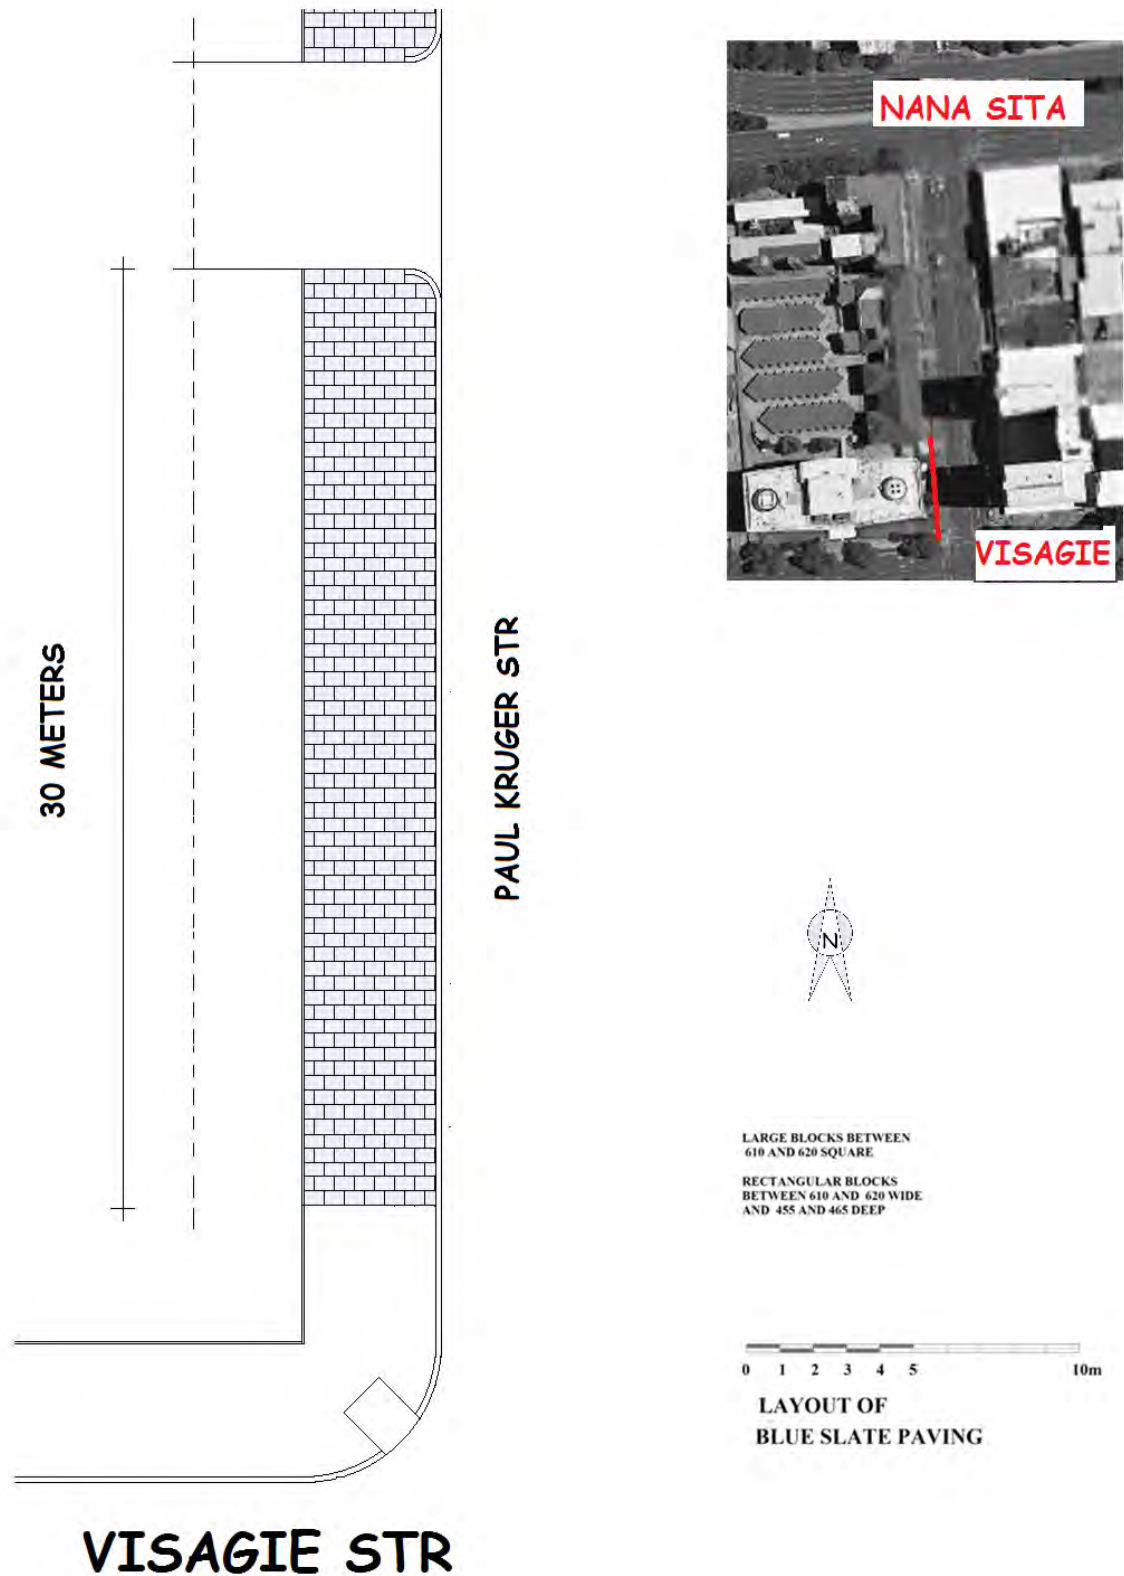 NANA SITA
VISAGIE
30 METERS
PAUL KRUGER STR
N
LARGE BLOCKS BETWEEN
610 AND 620 SQUARE
RECTANGULAR BLOCKS
BETWEEN 610 AND 620 WIDE
AND 455 AND 465 DEEP
0 1 2 3 4 5 10m
LAYOUT OF
BLUE SLATE PAVING
VISAGIE STR